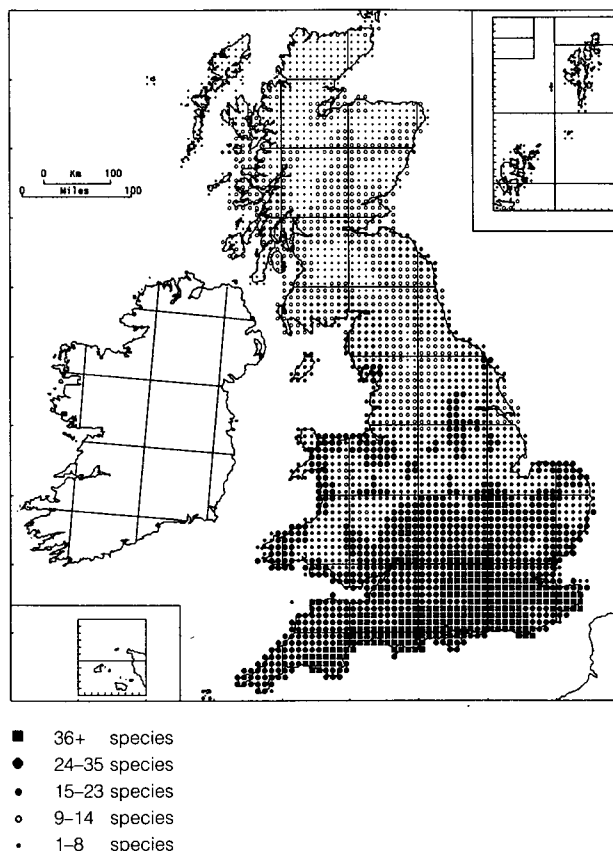 0 Km 100
0 Miles 100
36+ species
24–35 species
15–23 species
9–14 species
1–8 species